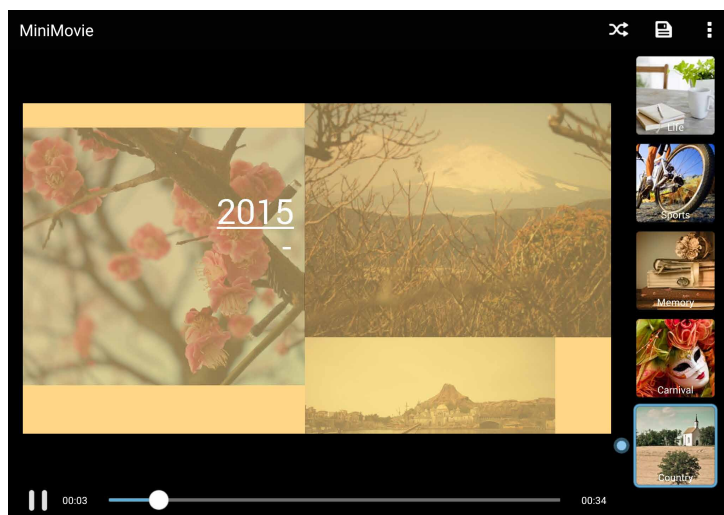 MiniMovie
2015
-
Life
Sports
Memory
Carnival
Country
00:03
00:34